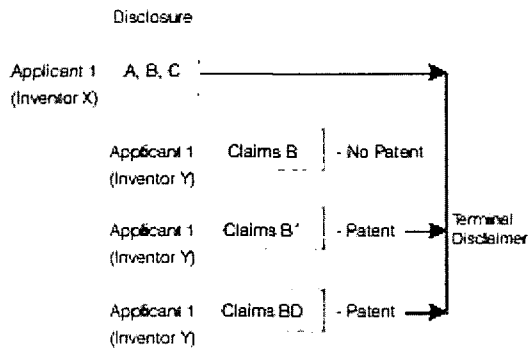 Disclosure
Applicant 1 A, B, C
(Inventor X)
Applicant 1 Claims B - No Patent
(Inventor Y)
Applicant 1 Claims B' - Patent
(Inventor Y)
Terminal
Disclaimer
Applicant 1 Claims BD - Patent
(Inventor Y)